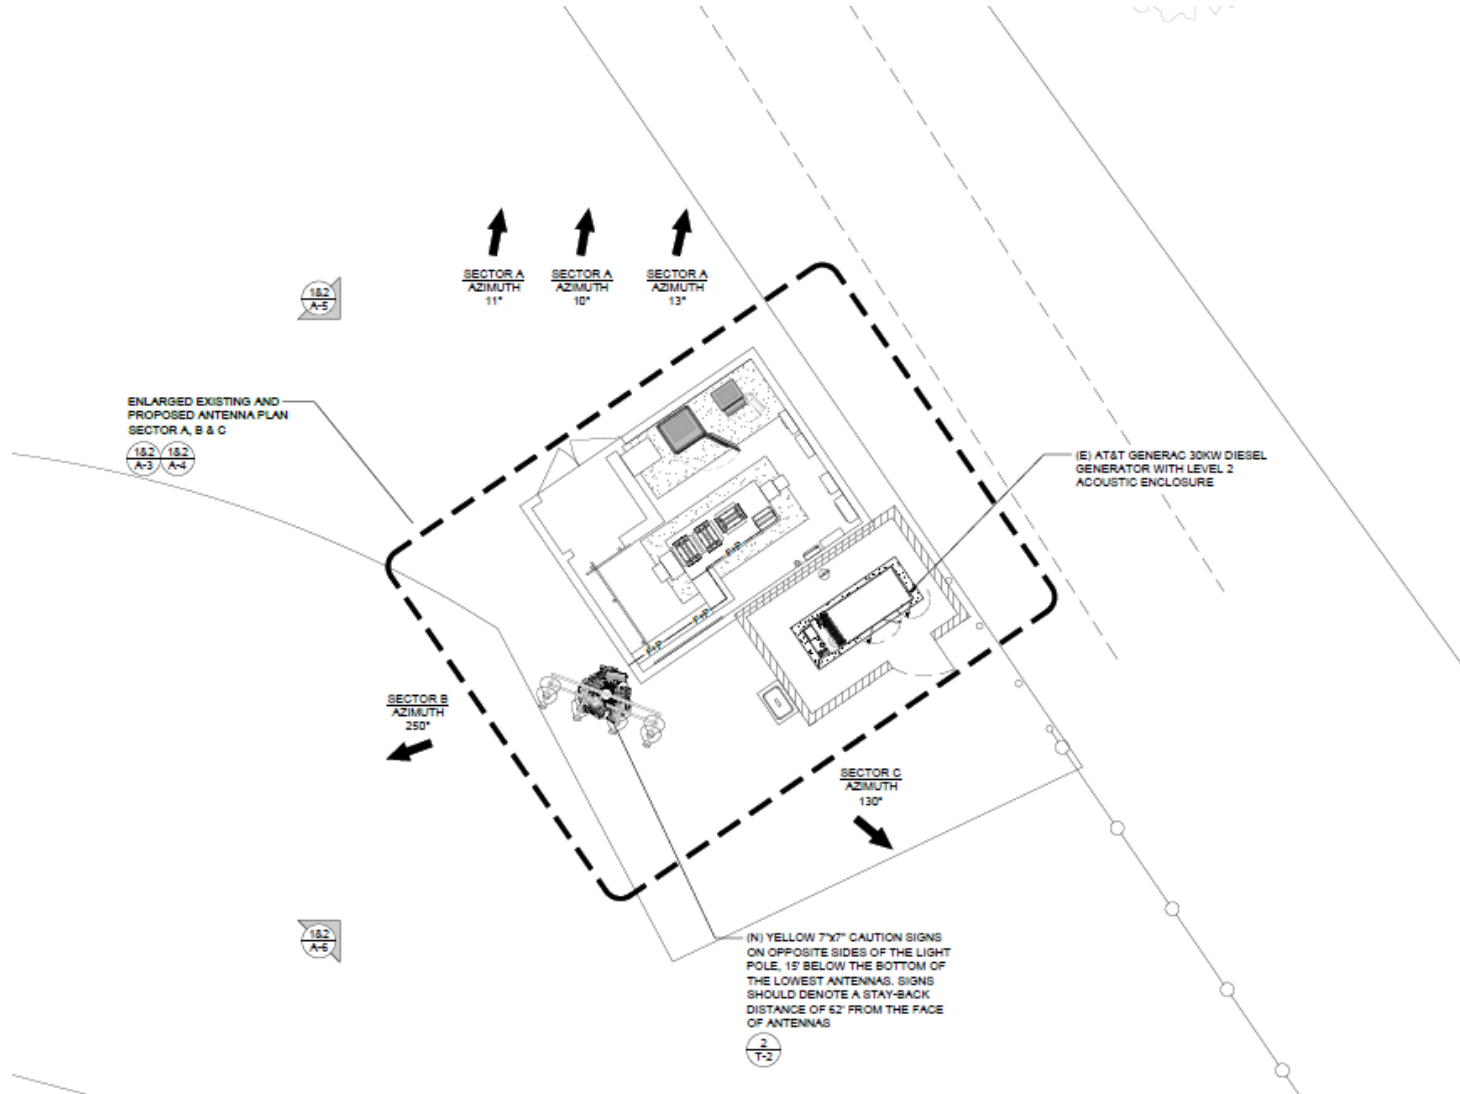 SECTOR A
AZIMUTH
11°
SECTOR A
AZIMUTH
10°
SECTOR A
AZIMUTH
13°
1&2
A-5
ENLARGED EXISTING AND
PROPOSED ANTENNA PLAN
SECTOR A, B & C
1&2
A-3
1&2
A-4
(E) AT&T GENERAC 30KW DIESEL
GENERATOR WITH LEVEL 2
ACOUSTIC ENCLOSURE
F+P
F+P
F+P
SECTOR B
AZIMUTH
250°
SECTOR C
AZIMUTH
130°
1&2
A-6
(N) YELLOW 7"x7" CAUTION SIGNS
ON OPPOSITE SIDES OF THE LIGHT
POLE, 15' BELOW THE BOTTOM OF
THE LOWEST ANTENNAS. SIGNS
SHOULD DENOTE A STAY-BACK
DISTANCE OF 62' FROM THE FACE
OF ANTENNAS
2
T-2